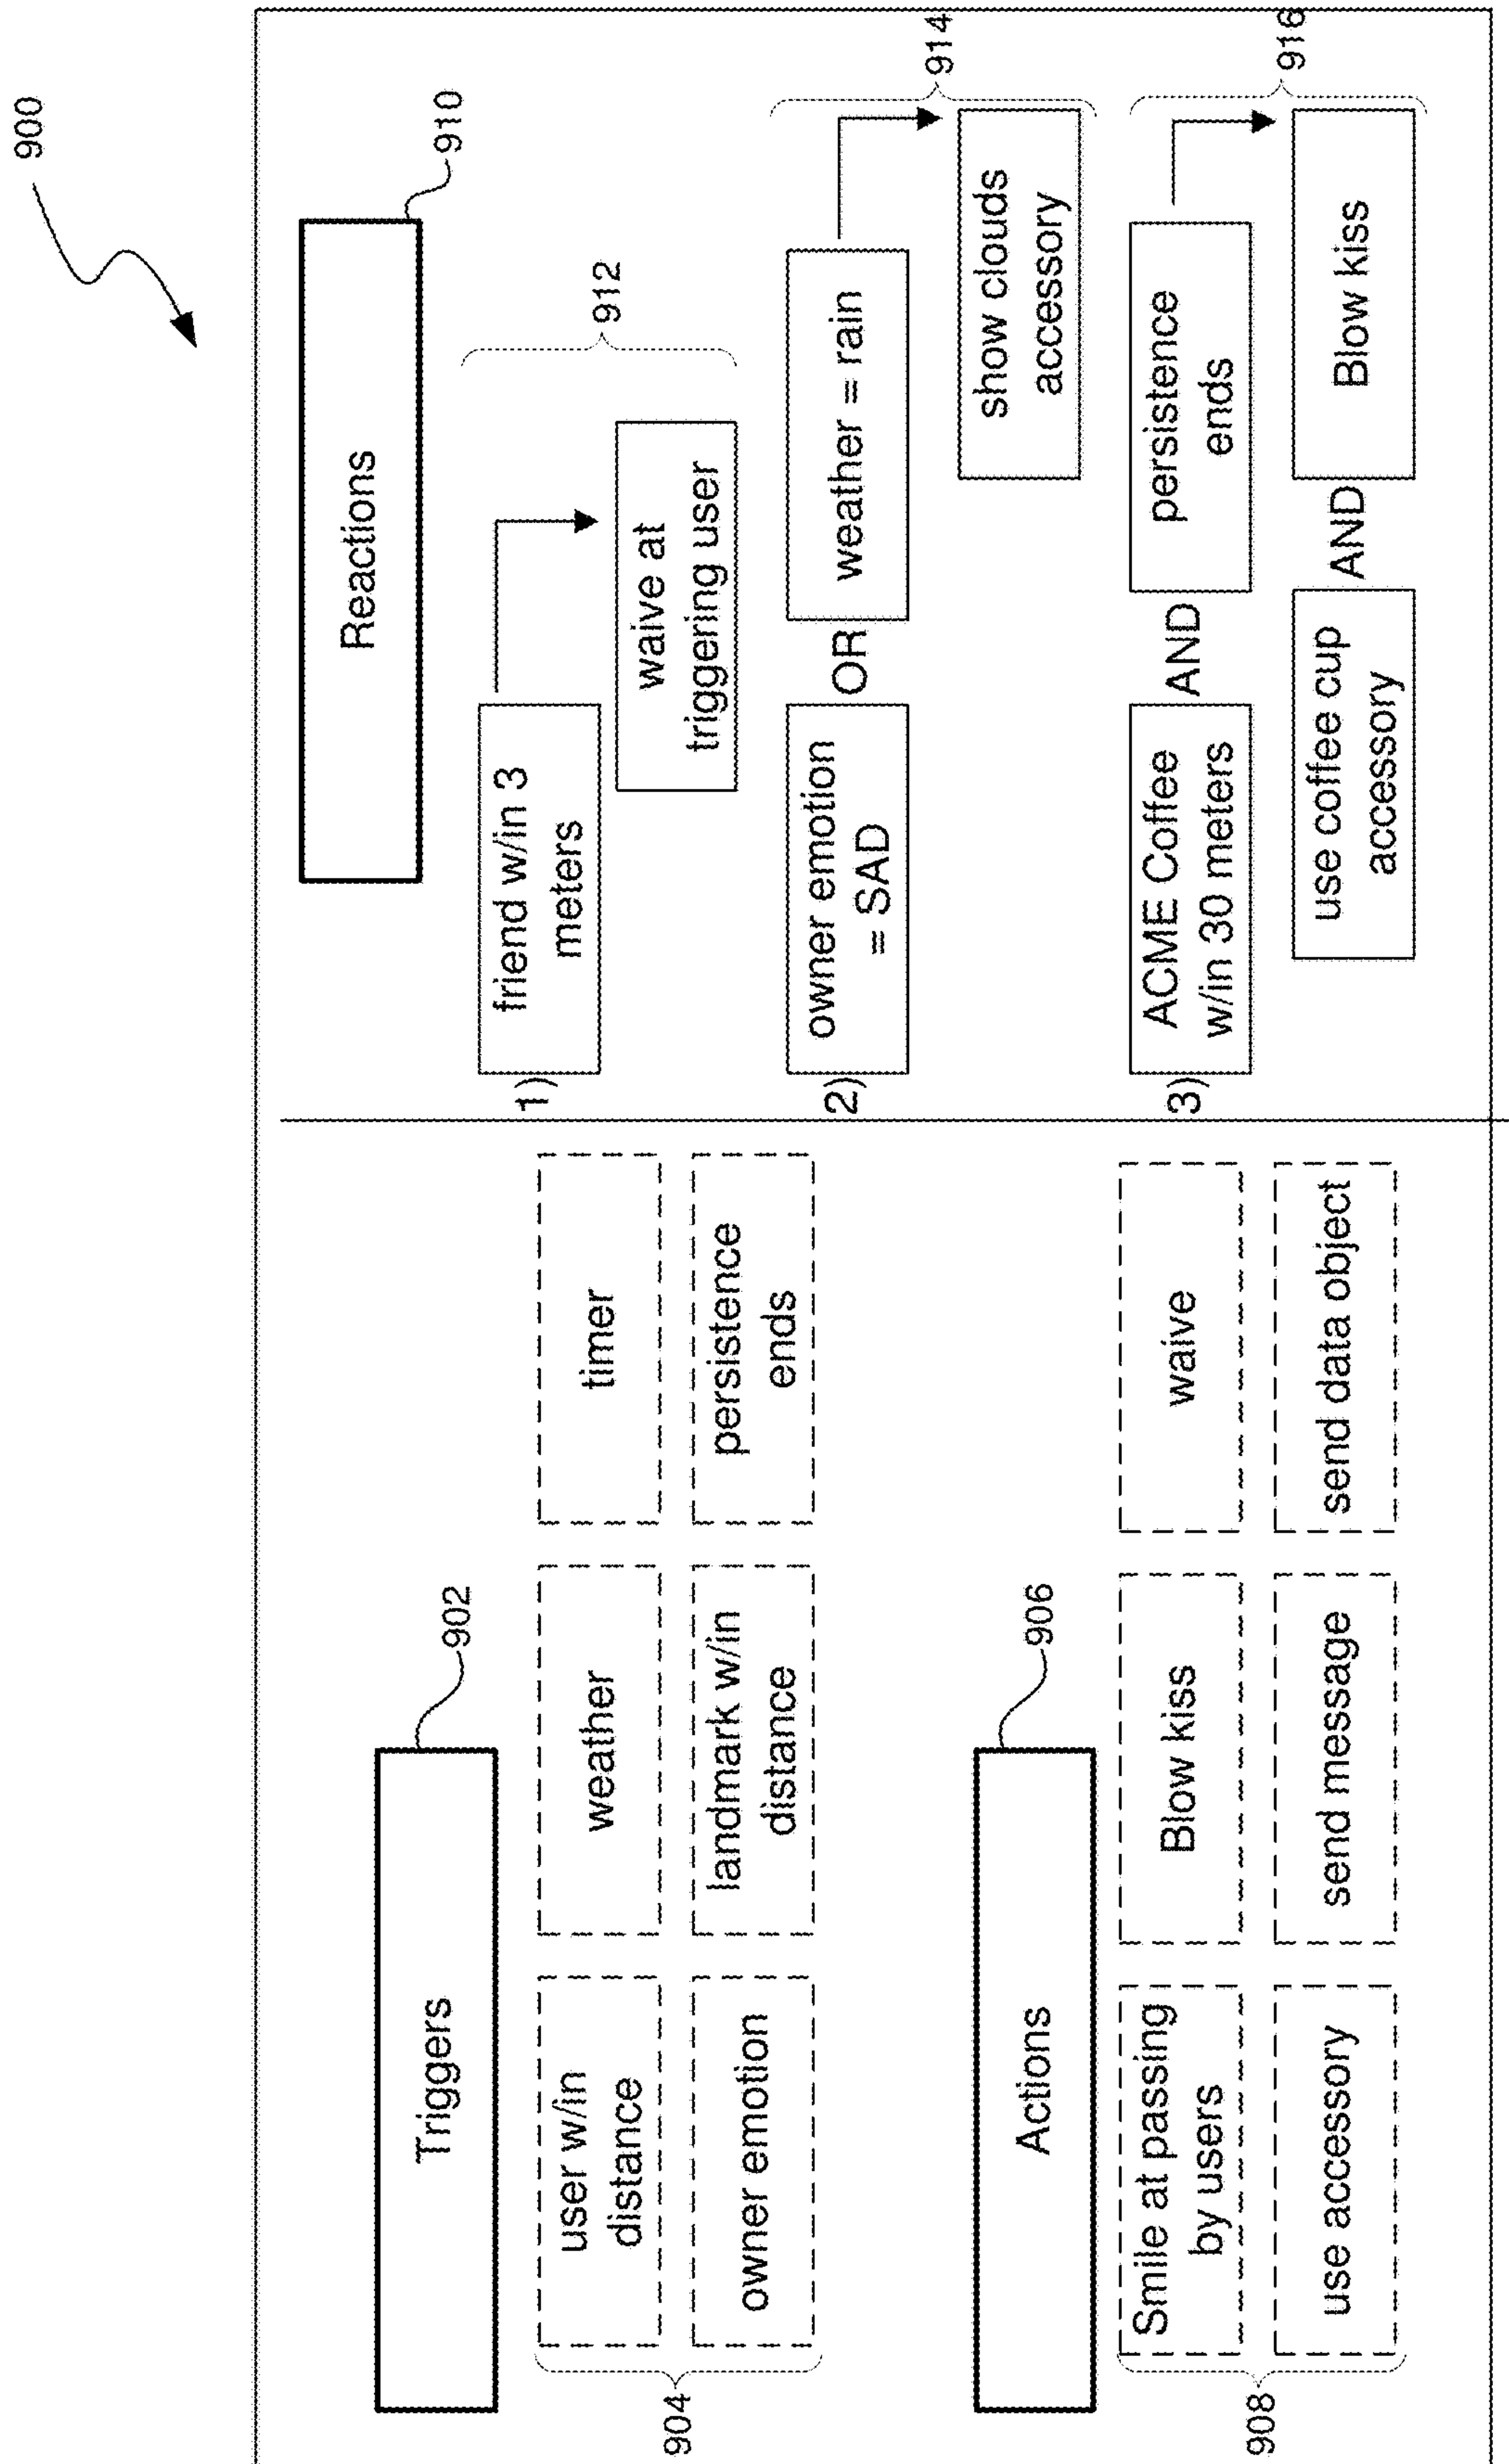 900
Triggers
902
user w/in
distance
weather
timer
owner emotion
landmark w/in
distance
persistence
ends
904
Actions
906
Smile at passing
by users
Blow kiss
waive
use accessory
send message
send data object
908
Reactions
910
1)
friend w/in 3
meters
waive at
triggering user
912
2)
owner emotion
= SAD
OR
weather = rain
show clouds
accessory
914
3)
ACME Coffee
w/in 30 meters
AND
persistence
ends
use coffee cup
accessory
AND
Blow kiss
916